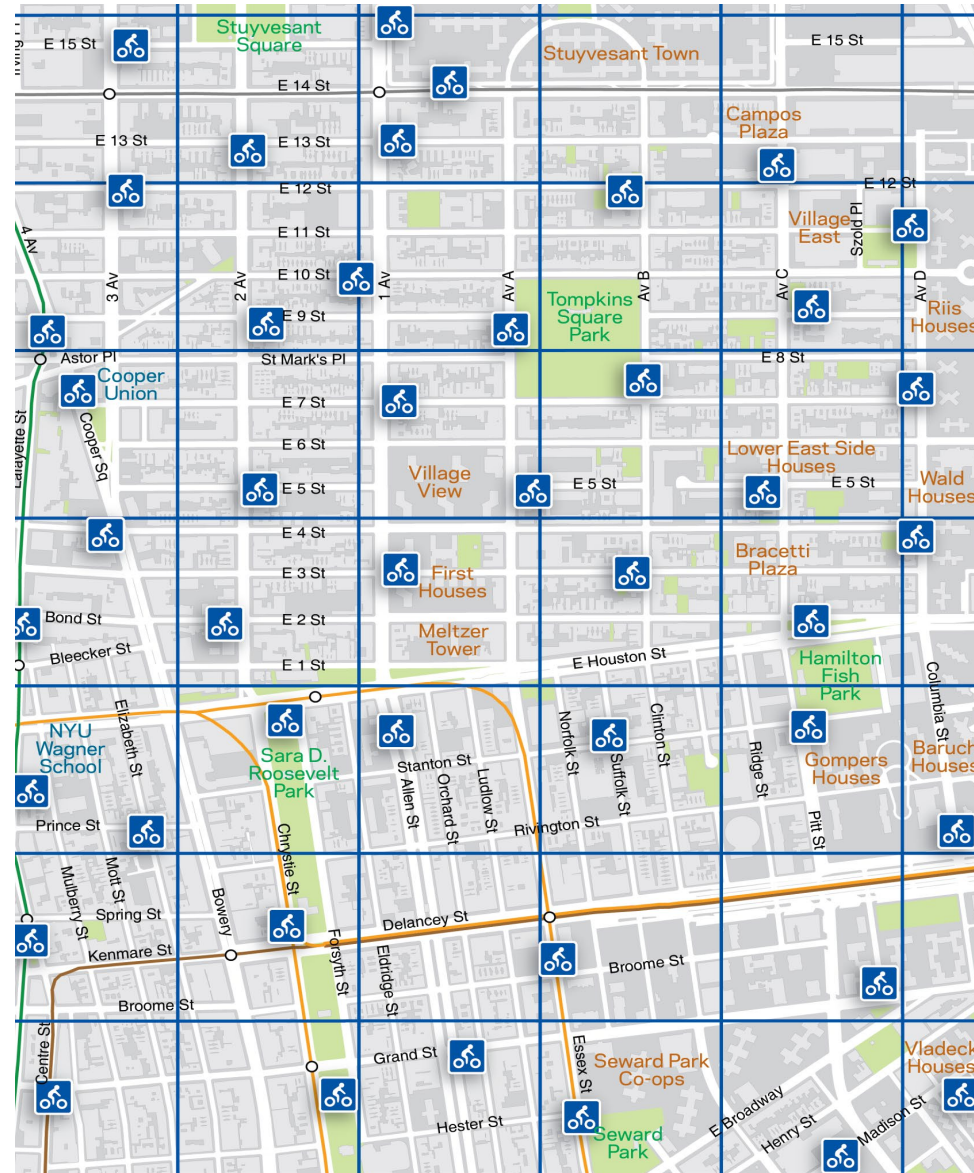 Stuyvesant
Square
E 15 St
E 15 St
Stuyvesant Town
E 14 St
Campos
Plaza
E 13 St
E 13 St
E 12 St
E 12 St
Village
East
Szold Pl
E 11 St
4 Av
3 Av
2 Av
E 10 St
1 Av
Av A
Av B
Av C
Av D
Tompkins
Square
Park
E 9 St
Riis
Houses
Astor Pl
St Mark's Pl
E 8 St
Cooper
Union
Lafayette St
Cooper Sq
E 7 St
E 6 St
Village
View
Lower East Side
Houses
E 5 St
E 5 St
E 5 St
Wald
Houses
E 4 St
Bracetti
Plaza
E 3 St
First
Houses
Bond St
E 2 St
Meltzer
Tower
Bleecker St
E 1 St
E Houston St
Hamilton
Fish
Park
Columbia St
NYU
Wagner
School
Elizabeth St
Sara D.
Roosevelt
Park
Stanton St
Allen St
Orchard St
Ludlow St
Norfolk St
Suffolk St
Clinton St
Ridge St
Pitt St
Gompers
Houses
Baruch
Houses
Prince St
Rivington St
Chrystie St
Mulberry St
Mott St
Bowery
Spring St
Delancey St
Kenmare St
Forsyth St
Eldridge St
Broome St
Broome St
Centre St
Grand St
Essex St
Seward Park
Co-ops
Vladeck
Houses
Hester St
Seward
Park
E Broadway
Henry St
Madison St